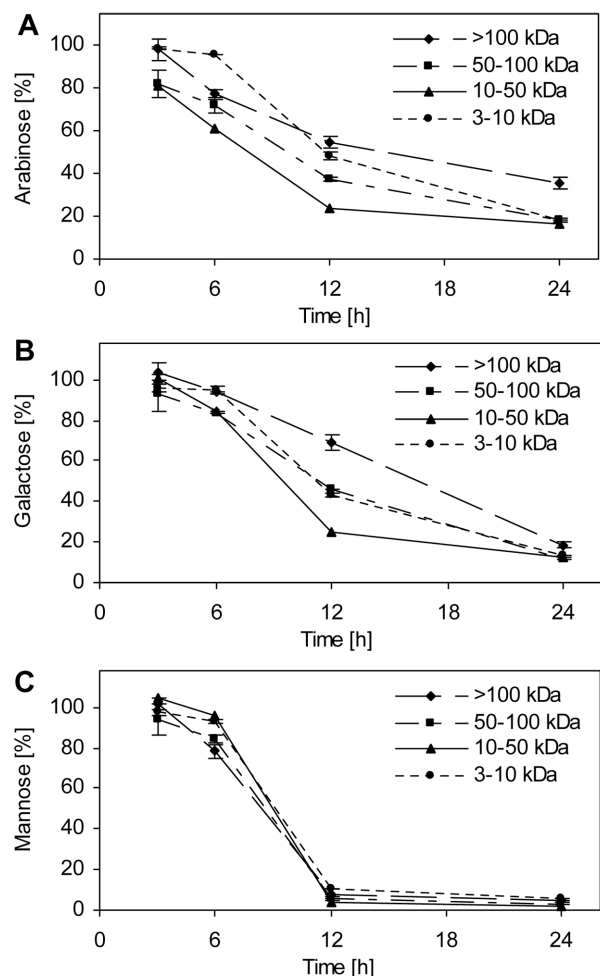 A
Arabinose [%]
100
80
60
40
20
0
>100 kDa
50-100 kDa
10-50 kDa
3-10 kDa
0 6 12 18 24
Time [h]
B
Galactose [%]
100
80
60
40
20
0
>100 kDa
50-100 kDa
10-50 kDa
3-10 kDa
0 6 12 18 24
Time [h]
C
Mannose [%]
100
80
60
40
20
0
>100 kDa
50-100 kDa
10-50 kDa
3-10 kDa
0 6 12 18 24
Time [h]